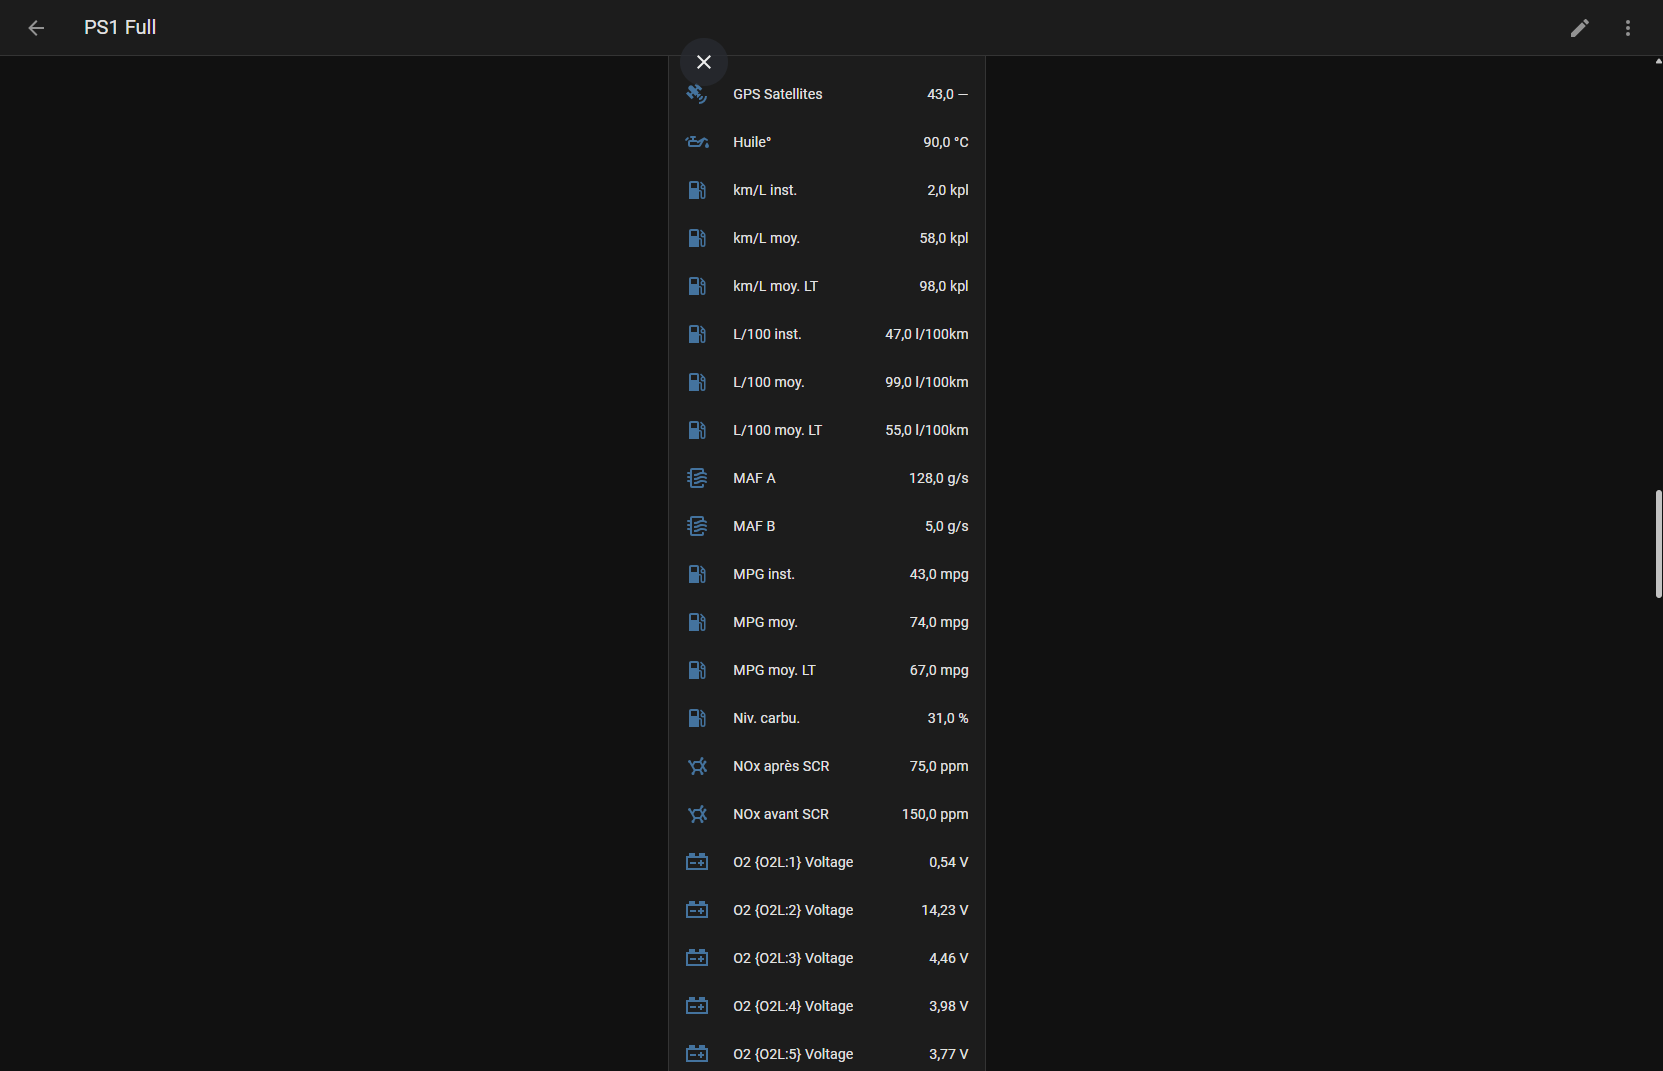 PS1 Full
GPS Satellites 43,0 —
Huile° 90,0 °C
km/L inst. 2,0 kpl
km/L moy. 58,0 kpl
km/L moy. LT 98,0 kpl
L/100 inst. 47,0 l/100km
L/100 moy. 99,0 l/100km
L/100 moy. LT 55,0 l/100km
MAF A 128,0 g/s
MAF B 5,0 g/s
MPG inst. 43,0 mpg
MPG moy. 74,0 mpg
MPG moy. LT 67,0 mpg
Niv. carbu. 31,0 %
NOx après SCR 75,0 ppm
NOx avant SCR 150,0 ppm
O2 {O2L:1} Voltage 0,54 V
O2 {O2L:2} Voltage 14,23 V
O2 {O2L:3} Voltage 4,46 V
O2 {O2L:4} Voltage 3,98 V
O2 {O2L:5} Voltage 3,77 V